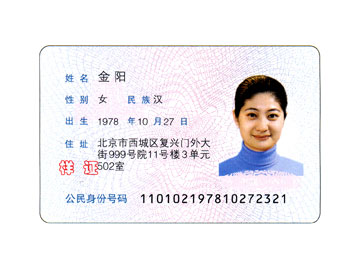 姓名 金阳
性别 女 民族 汉
出生 1978 年 10 月 27 日
住址 北京市西城区复兴门外大
街999号院11号楼3单元
502室
样证
公民身份号码 110102197810272321